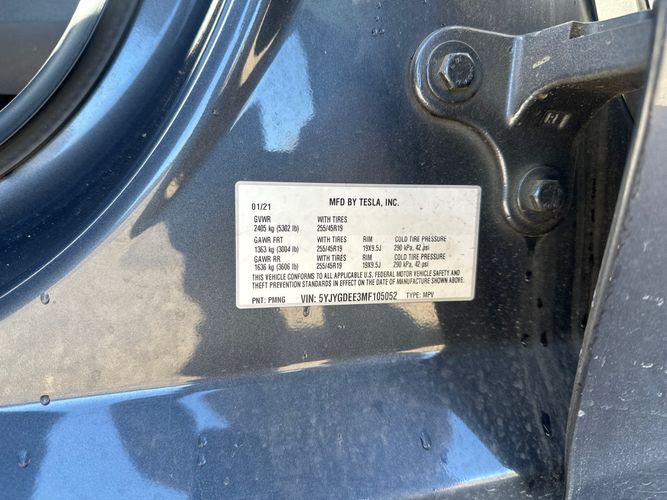 01/21 MFD BY TESLA, INC.
GVWR WITH TIRES
2405 kg (5302 lb) 255/45R19
GAWR FRT WITH TIRES RIM COLD TIRE PRESSURE
1363 kg (3004 lb) 255/45R19 19X9.5J 290 kPa, 42 psi
GAWR RR WITH TIRES RIM COLD TIRE PRESSURE
1636 kg (3606 lb) 255/45R19 19X9.5J 290 kPa, 42 psi
THIS VEHICLE CONFORMS TO ALL APPLICABLE U.S. FEDERAL MOTOR VEHICLE SAFETY AND
THEFT PREVENTION STANDARDS IN EFFECT ON THE DATE OF MANUFACTURE SHOWN ABOVE.
PNT: PMNG VIN: 5YJYGDEE3MF105052 TYPE: MPV